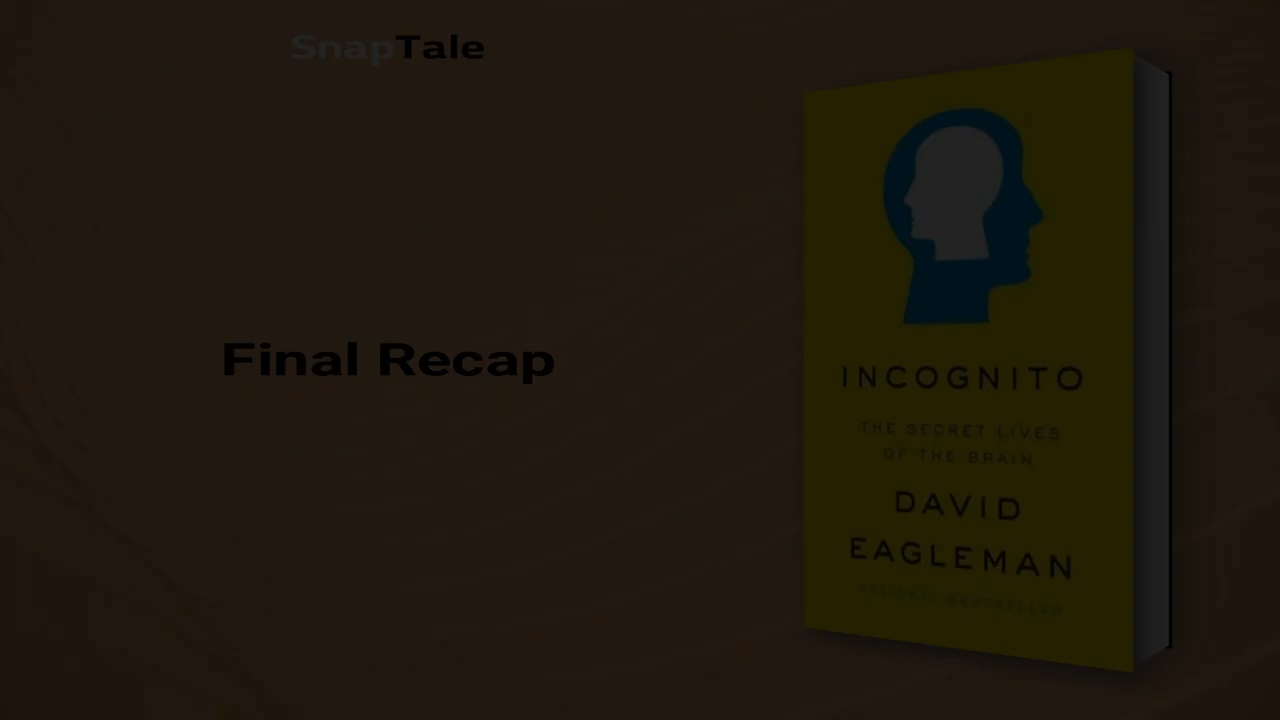 SnapTale
Final Recap
INCOGNITO
THE SECRET LIVES
OF THE BRAIN
DAVID
EAGLEMAN
NATIONAL BESTSELLER